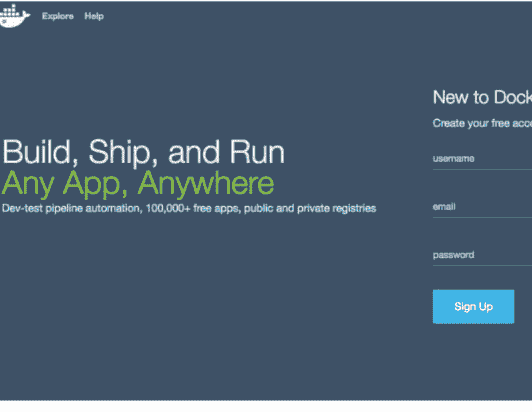 Explore Help
New to Dock
Create your free acco
username
Build, Ship, and Run
Any App, Anywhere
Dev-test pipeline automation, 100,000+ free apps, public and private registries
email
password
Sign Up